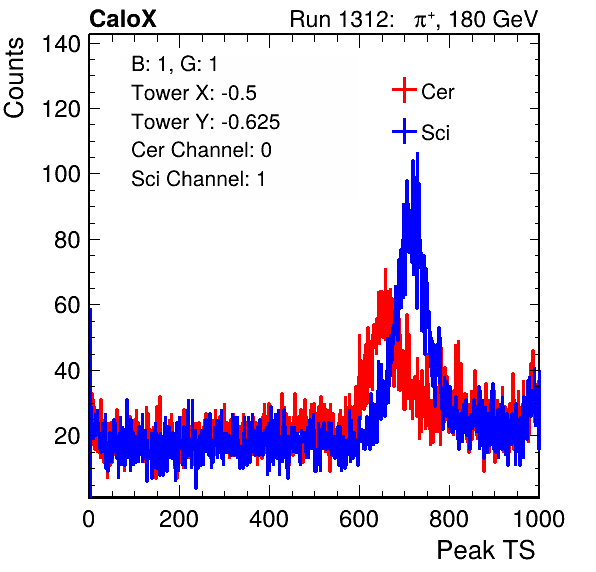 CaloX Run 1312: π⁺, 180 GeV
Counts
140
120
100
80
60
40
20
B: 1, G: 1
Tower X: -0.5
Tower Y: -0.625
Cer Channel: 0
Sci Channel: 1
Cer
Sci
0 200 400 600 800 1000
Peak TS